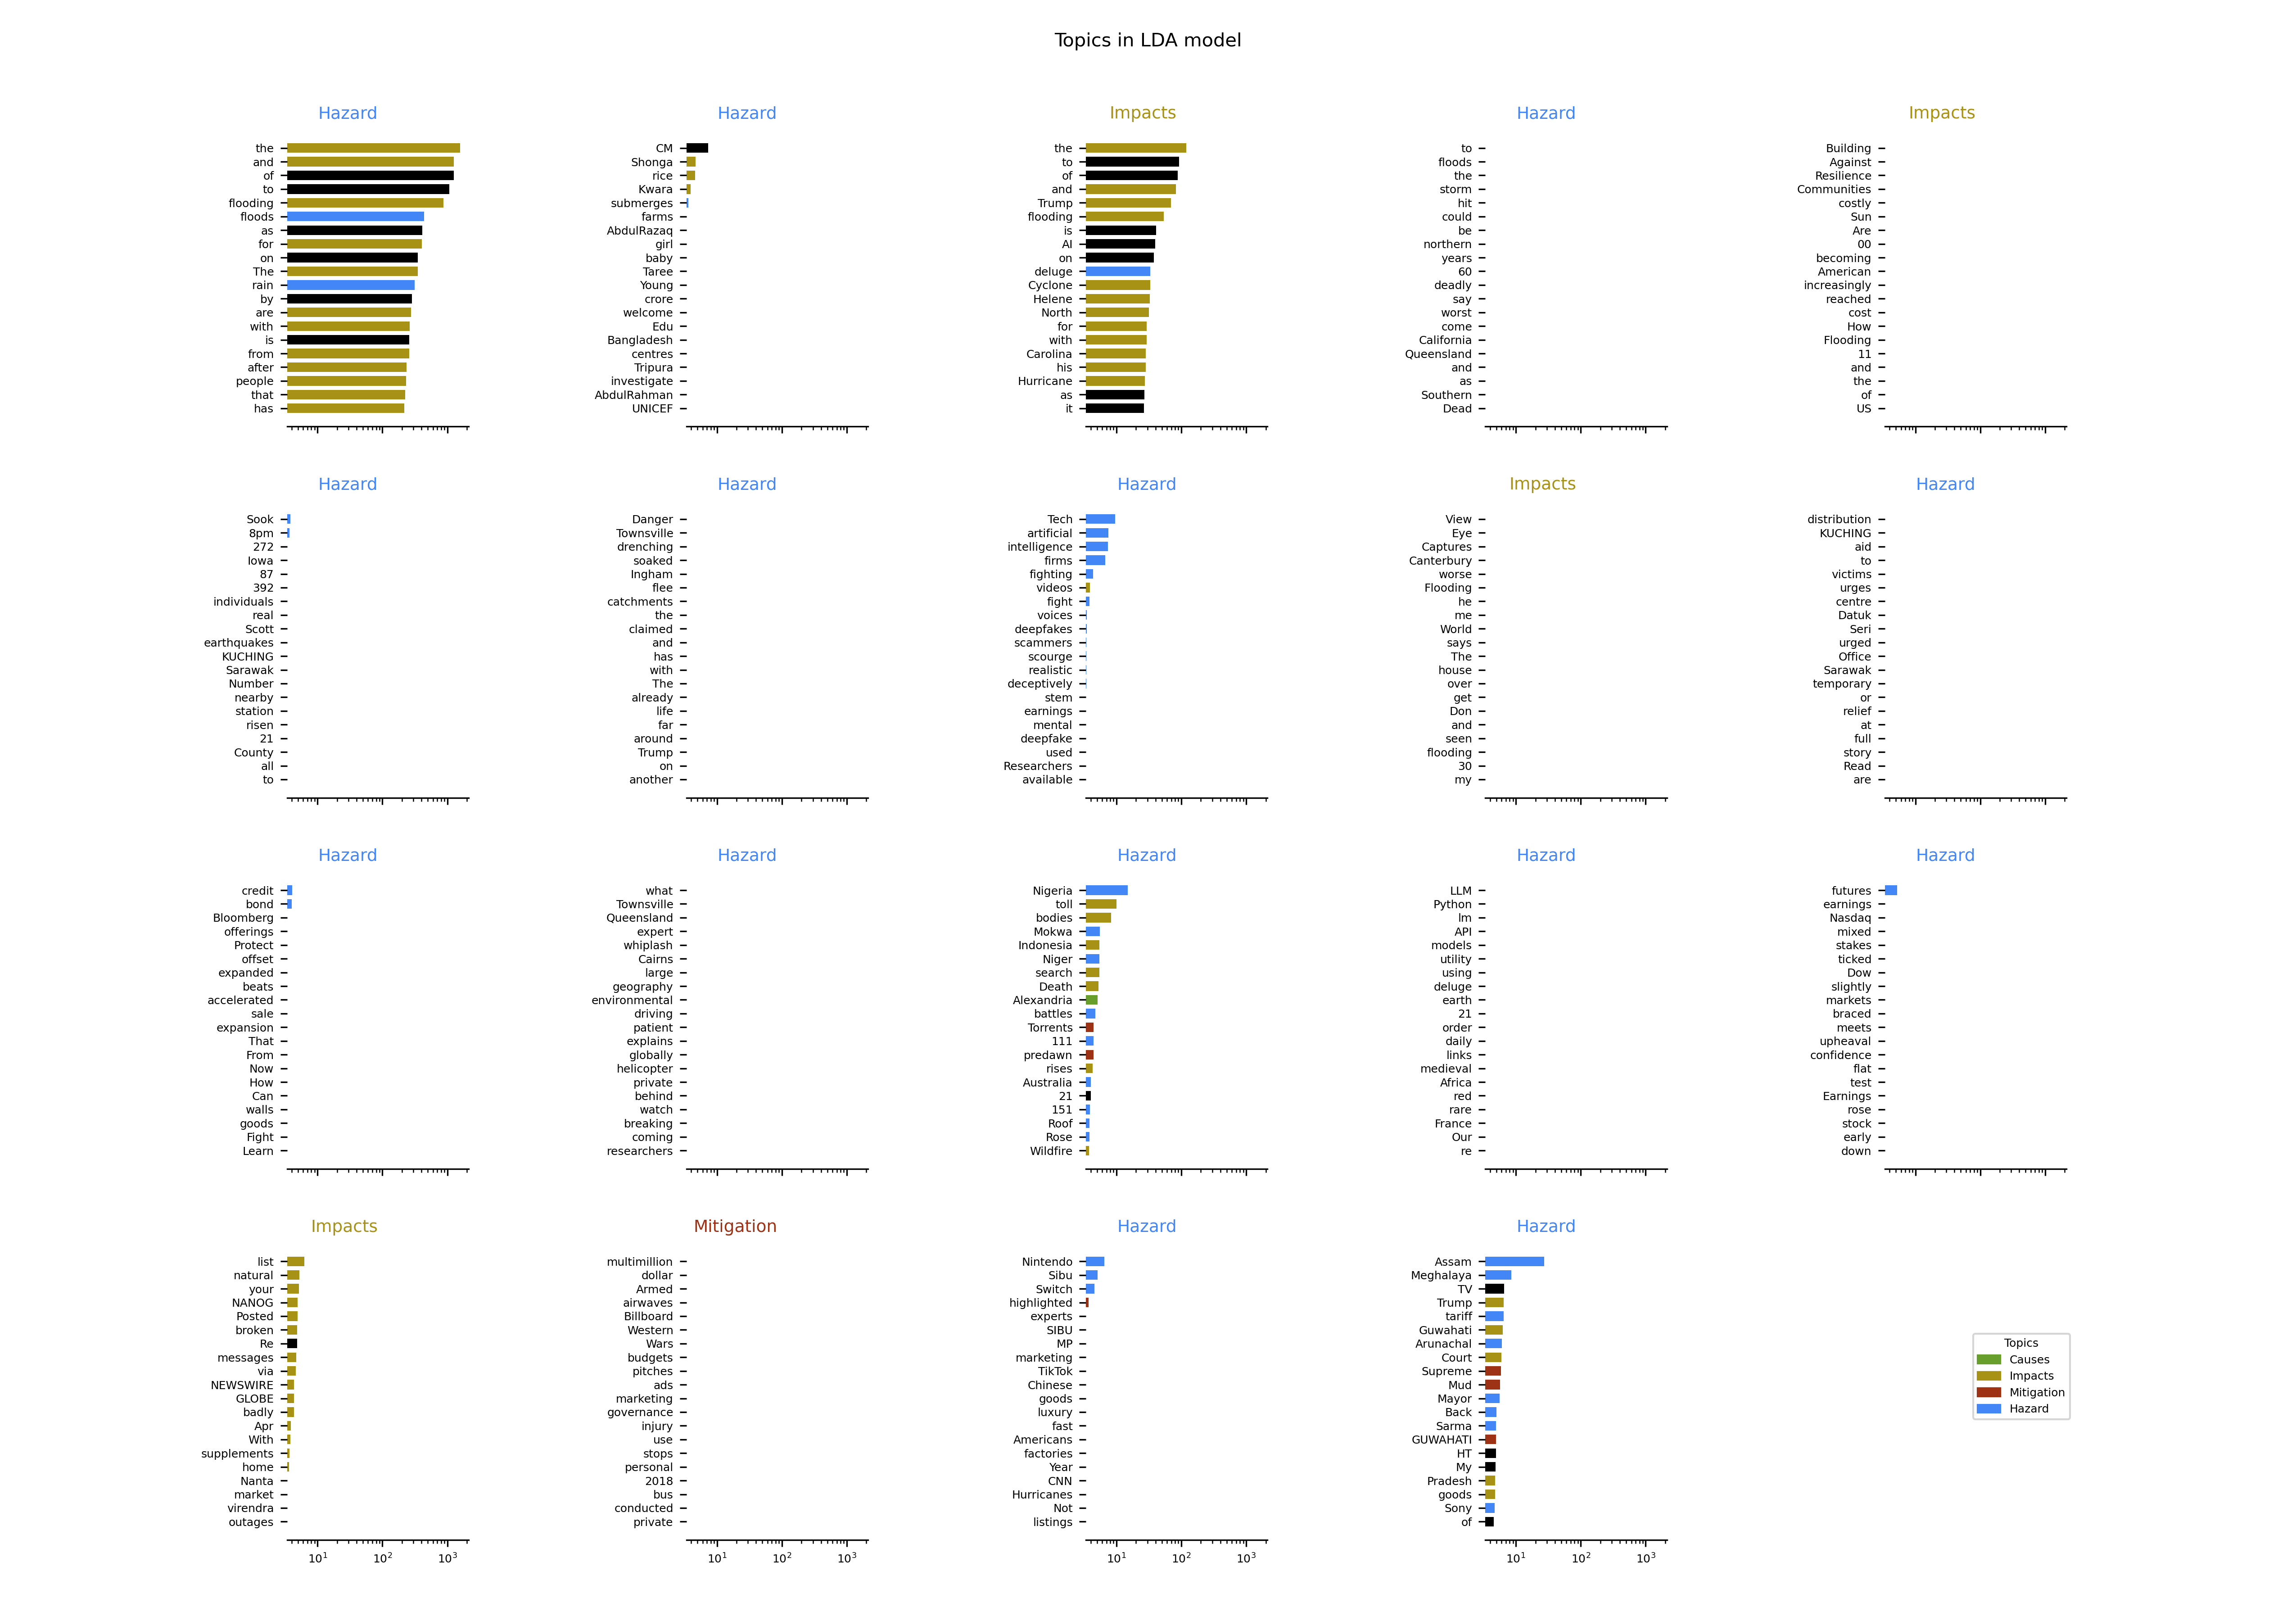 Topics in LDA model
Hazard
the
and
of
to
flooding
floods
as
for
on
The
rain
by
are
with
is
from
after
people
that
has
Hazard
CM
Shonga
rice
Kwara
submerges
farms
AbdulRazaq
girl
baby
Taree
Young
crore
welcome
Edu
Bangladesh
centres
Tripura
investigate
AbdulRahman
UNICEF
Impacts
the
to
of
and
Trump
flooding
is
AI
on
deluge
Cyclone
Helene
North
for
with
Carolina
his
Hurricane
as
it
Hazard
to
floods
the
storm
hit
could
be
northern
years
60
deadly
say
worst
come
California
Queensland
and
as
Southern
Dead
Impacts
Building
Against
Resilience
Communities
costly
Sun
Are
00
becoming
American
increasingly
reached
cost
How
Flooding
11
and
the
of
US
Hazard
Sook
8pm
272
Iowa
87
392
individuals
real
Scott
earthquakes
KUCHING
Sarawak
Number
nearby
station
risen
21
County
all
to
Hazard
Danger
Townsville
drenching
soaked
Ingham
flee
catchments
the
claimed
and
has
with
The
already
life
far
around
Trump
on
another
Hazard
Tech
artificial
intelligence
firms
fighting
videos
fight
voices
deepfakes
scammers
scourge
realistic
deceptively
stem
earnings
mental
deepfake
used
Researchers
available
Impacts
View
Eye
Captures
Canterbury
worse
Flooding
he
me
World
says
The
house
over
get
Don
and
seen
flooding
30
my
Hazard
distribution
KUCHING
aid
to
victims
urges
centre
Datuk
Seri
urged
Office
Sarawak
temporary
or
relief
at
full
story
Read
are
Hazard
credit
bond
Bloomberg
offerings
Protect
offset
expanded
beats
accelerated
sale
expansion
That
From
Now
How
Can
walls
goods
Fight
Learn
Hazard
what
Townsville
Queensland
expert
whiplash
Cairns
large
geography
environmental
driving
patient
explains
globally
helicopter
private
behind
watch
breaking
coming
researchers
Hazard
Nigeria
toll
bodies
Mokwa
Indonesia
Niger
search
Death
Alexandria
battles
Torrents
111
predawn
rises
Australia
21
151
Roof
Rose
Wildfire
Hazard
LLM
Python
lm
API
models
utility
using
deluge
earth
21
order
daily
links
medieval
Africa
red
rare
France
Our
re
Hazard
futures
earnings
Nasdaq
mixed
stakes
ticked
Dow
slightly
markets
braced
meets
upheaval
confidence
flat
test
Earnings
rose
stock
early
down
Impacts
list
natural
your
NANOG
Posted
broken
Re
messages
via
NEWSWIRE
GLOBE
badly
Apr
With
supplements
home
Nanta
market
virendra
outages
10¹ 10² 10³
Mitigation
multimillion
dollar
Armed
airwaves
Billboard
Western
Wars
budgets
pitches
ads
marketing
governance
injury
use
stops
personal
2018
bus
conducted
private
10¹ 10² 10³
Hazard
Nintendo
Sibu
Switch
highlighted
experts
SIBU
MP
marketing
TikTok
Chinese
goods
luxury
fast
Americans
factories
Year
CNN
Hurricanes
Not
listings
10¹ 10² 10³
Hazard
Assam
Meghalaya
TV
Trump
tariff
Guwahati
Arunachal
Court
Supreme
Mud
Mayor
Back
Sarma
GUWAHATI
HT
My
Pradesh
goods
Sony
of
10¹ 10² 10³
Topics
Causes
Impacts
Mitigation
Hazard